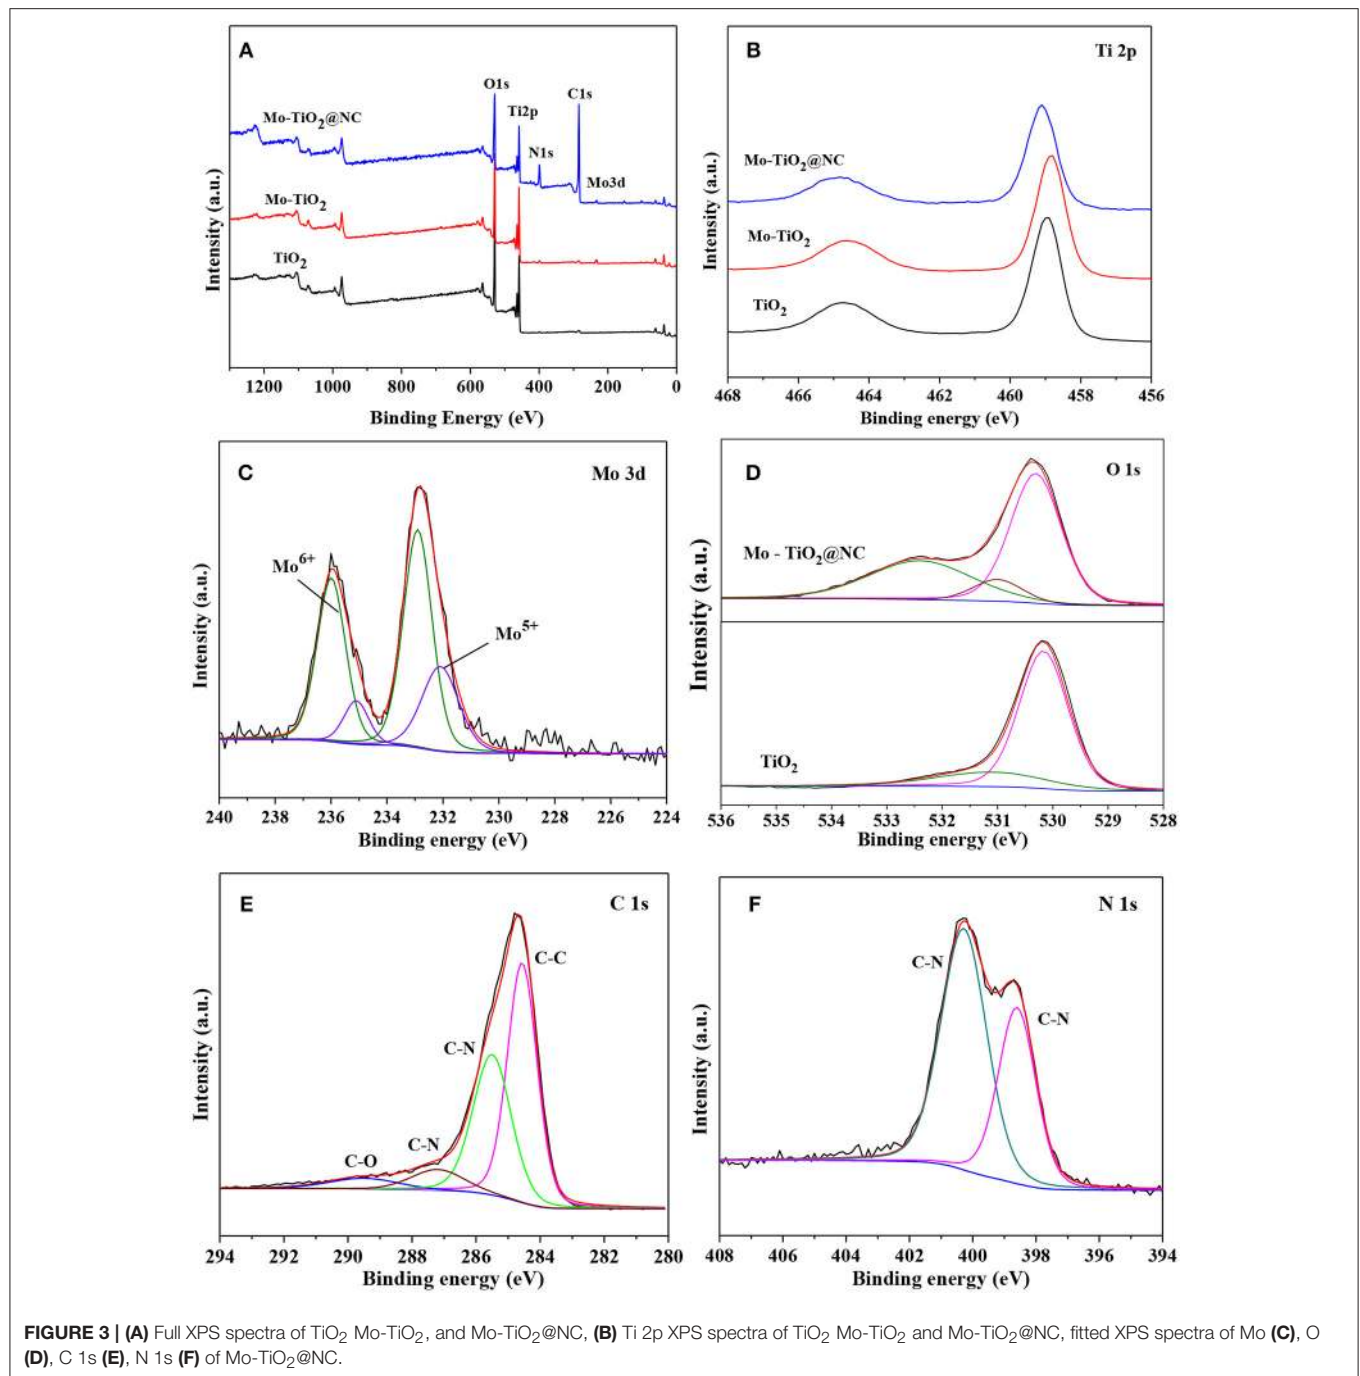 A
Intensity (a.u.)
O1s
C1s
Ti2p
N1s
Mo3d
Mo-TiO2@NC
Mo-TiO2
TiO2
1200 1000 800 600 400 200 0
Binding Energy (eV)
B
Ti 2p
Intensity (a.u.)
Mo-TiO2@NC
Mo-TiO2
TiO2
468 466 464 462 460 458 456
Binding energy (eV)
C
Mo 3d
Intensity (a.u.)
Mo6+
Mo5+
240 238 236 234 232 230 228 226 224
Binding energy (eV)
D
O 1s
Intensity (a.u.)
Mo - TiO2@NC
TiO2
536 535 534 533 532 531 530 529 528
Binding energy (eV)
E
C 1s
Intensity (a.u.)
C-C
C-N
C-N
C-O
294 292 290 288 286 284 282 280
Binding energy (eV)
F
N 1s
Intensity (a.u.)
C-N
C-N
408 406 404 402 400 398 396 394
Binding energy (eV)
FIGURE 3 | (A) Full XPS spectra of TiO2 Mo-TiO2, and Mo-TiO2@NC, (B) Ti 2p XPS spectra of TiO2 Mo-TiO2 and Mo-TiO2@NC, fitted XPS spectra of Mo (C), O
(D), C 1s (E), N 1s (F) of Mo-TiO2@NC.